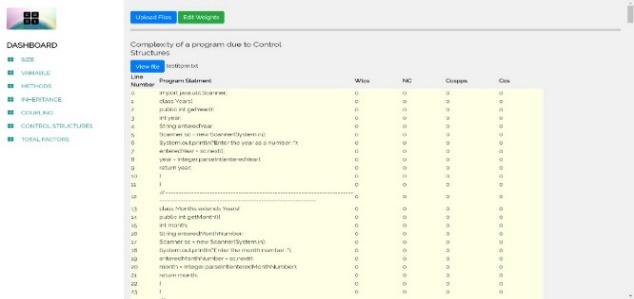 Upload Files Edit Weights
DASHBOARD
SIZE
VARIABLE
METHODS
INHERITANCE
COUPLING
CONTROL STRUCTURES
TOTAL FACTORS
Complexity of a program due to Control
Structures
View file testifprm.txt
Line
Number Program Statment Wtcs NC Ccspps Ccs
0 import java.util.Scanner; 0 0 0 0
1 class Years{ 0 0 0 0
2 public int getYear(){ 0 0 0 0
3 int year; 0 0 0 0
4 String enteredYear; 0 0 0 0
5 Scanner sc = new Scanner(System.in); 0 0 0 0
6 System.out.println("Enter the year as a number :"); 0 0 0 0
7 enteredYear = sc.next(); 0 0 0 0
8 year = Integer.parseInt(enteredYear); 0 0 0 0
9 return year; 0 0 0 0
10 } 0 0 0 0
11 } 0 0 0 0
12 0 0 0 0
13 class Months extends Years{ 0 0 0 0
14 public int getMonth(){ 0 0 0 0
15 int month; 0 0 0 0
16 String enteredMonthNumber; 0 0 0 0
17 Scanner sc = new Scanner(System.in); 0 0 0 0
18 System.out.println("Enter the month number :"); 0 0 0 0
19 enteredMonthNumber = sc.next(); 0 0 0 0
20 month = Integer.parseInt(enteredMonthNumber); 0 0 0 0
21 return month; 0 0 0 0
22 } 0 0 0 0
23 } 0 0 0 0